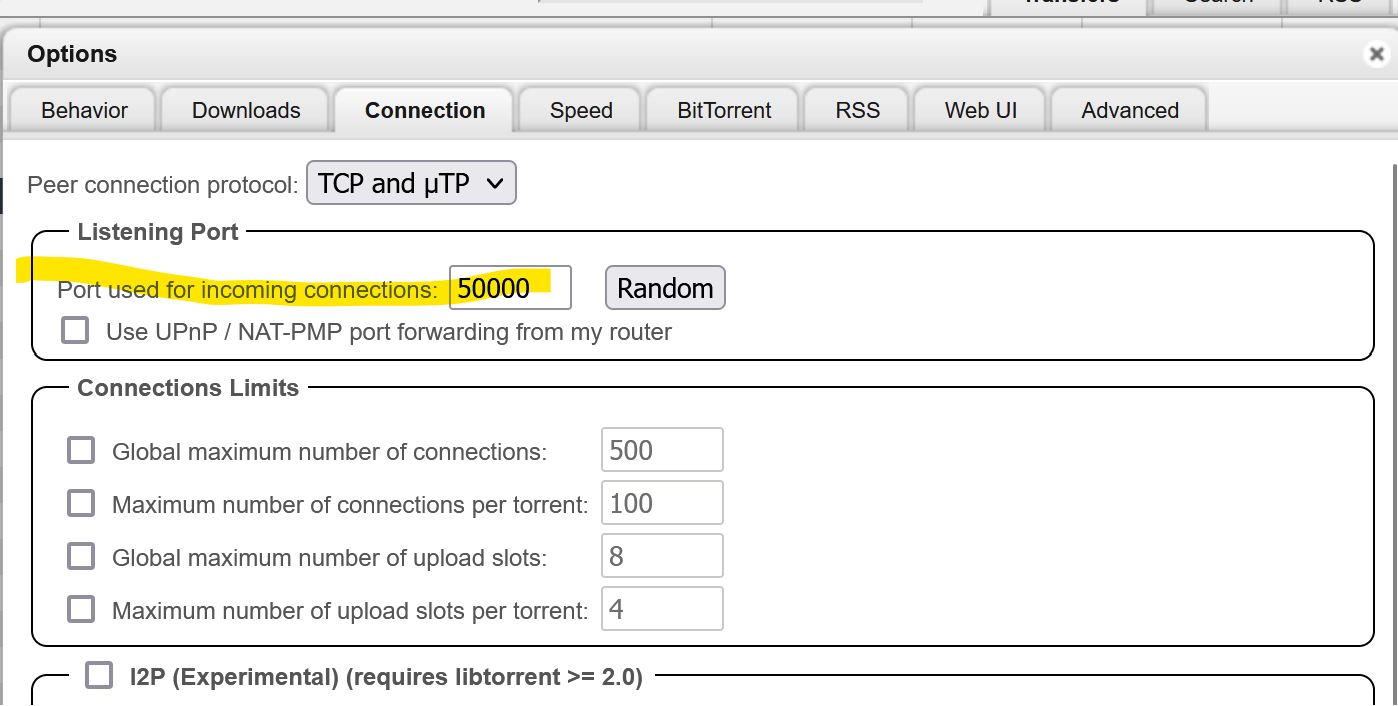 Transfers Search RSS
Options
Behavior Downloads Connection Speed BitTorrent RSS Web UI Advanced
Peer connection protocol: TCP and μTP
Listening Port
Port used for incoming connections: 50000 Random
Use UPnP / NAT-PMP port forwarding from my router
Connections Limits
Global maximum number of connections: 500
Maximum number of connections per torrent: 100
Global maximum number of upload slots: 8
Maximum number of upload slots per torrent: 4
I2P (Experimental) (requires libtorrent >= 2.0)